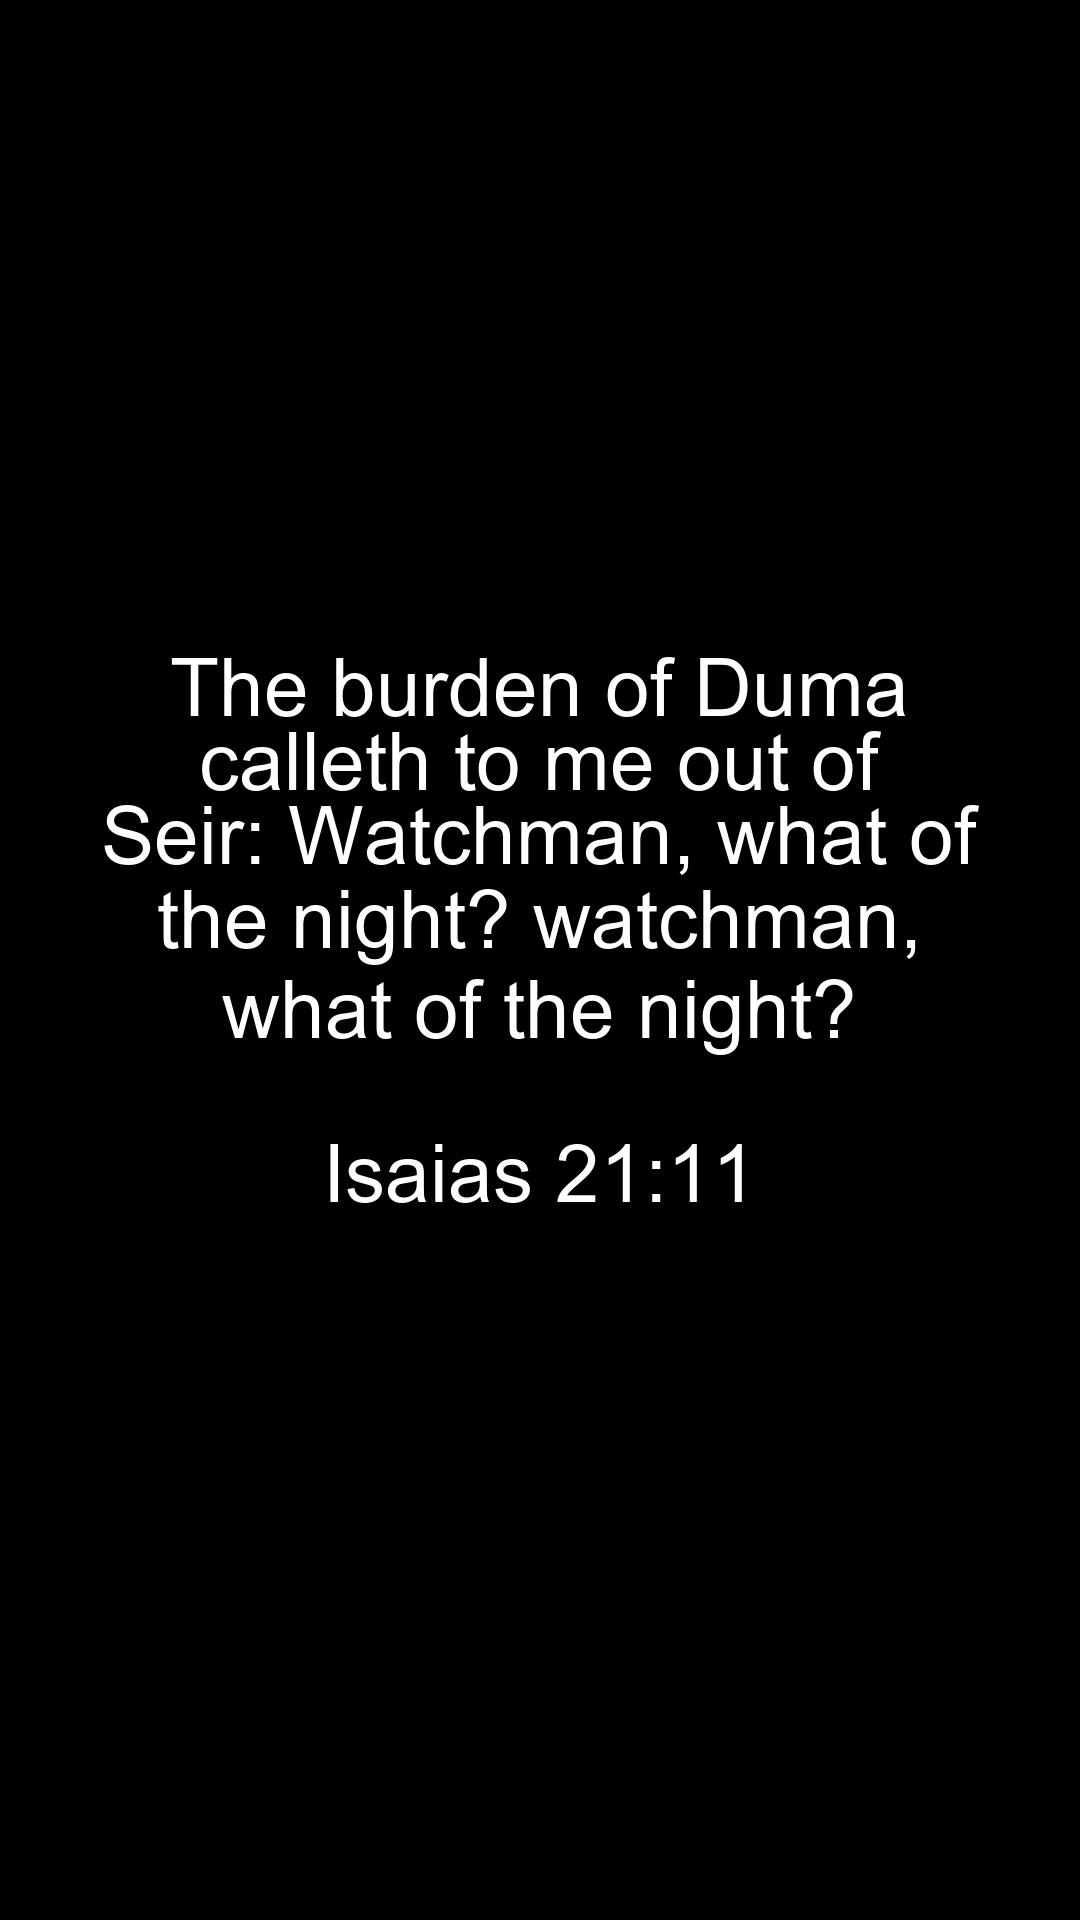 The burden of Duma
calleth to me out of
Seir: Watchman, what of
the night? watchman,
what of the night?
Isaias 21:11